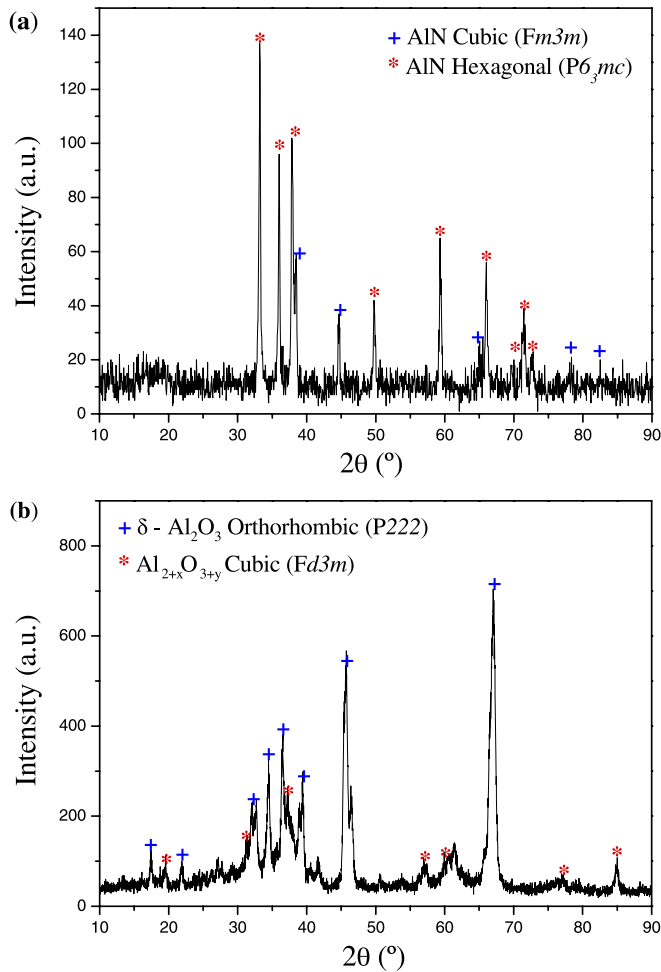 (a)
140
120
100
80
60
40
20
0
+ AlN Cubic (Fm3m)
* AlN Hexagonal (P6₃mc)
Intensity (a.u.)
10 20 30 40 50 60 70 80 90
2θ (º)
(b)
800
600
400
200
0
+ δ - Al₂O₃ Orthorhombic (P222)
* Al₂₊ₓO₃₊y Cubic (Fd3m)
Intensity (a.u.)
10 20 30 40 50 60 70 80 90
2θ (º)